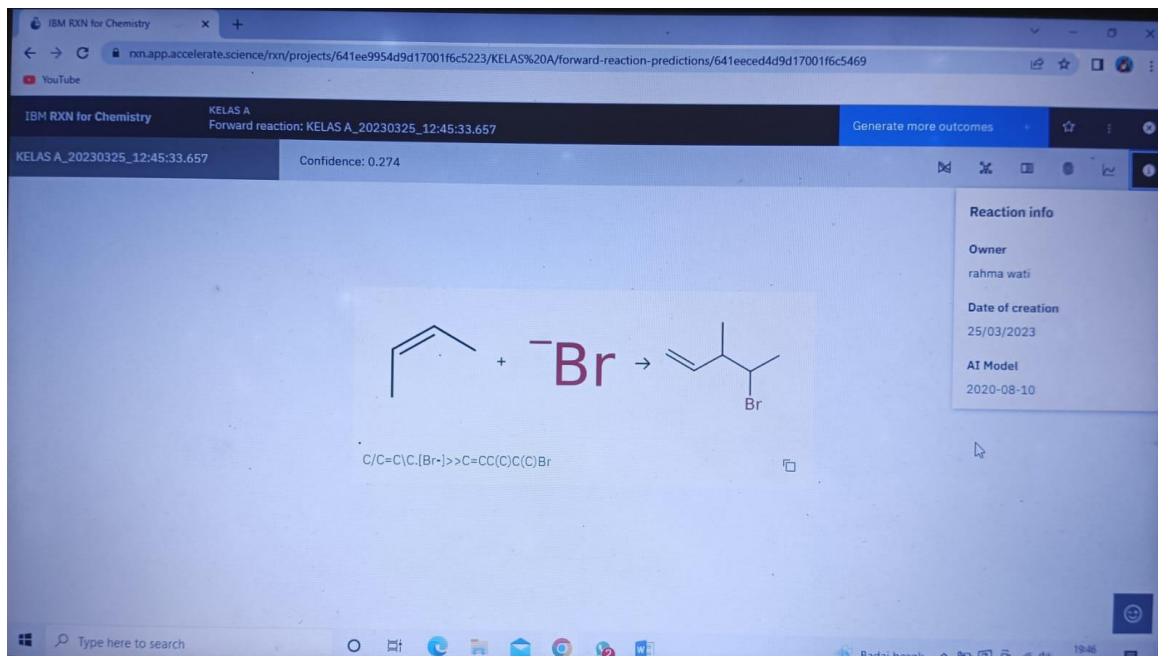 IBM RXN for Chemistry
rxn.app.accelerate.science/rxn/projects/641ee9954d9d17001f6c5223/KELAS%20A/forward-reaction-predictions/641eeced4d9d17001f6c5469
YouTube
IBM RXN for Chemistry
KELAS A
Forward reaction: KELAS A_20230325_12:45:33.657
Generate more outcomes +
KELAS A_20230325_12:45:33.657
Confidence: 0.274
Reaction info
Owner
rahma wati
Date of creation
25/03/2023
AI Model
2020-08-10
+ ⁻Br →
Br
C/C=C\C.[Br-]>>C=CC(C)C(C)Br
Type here to search
19:46